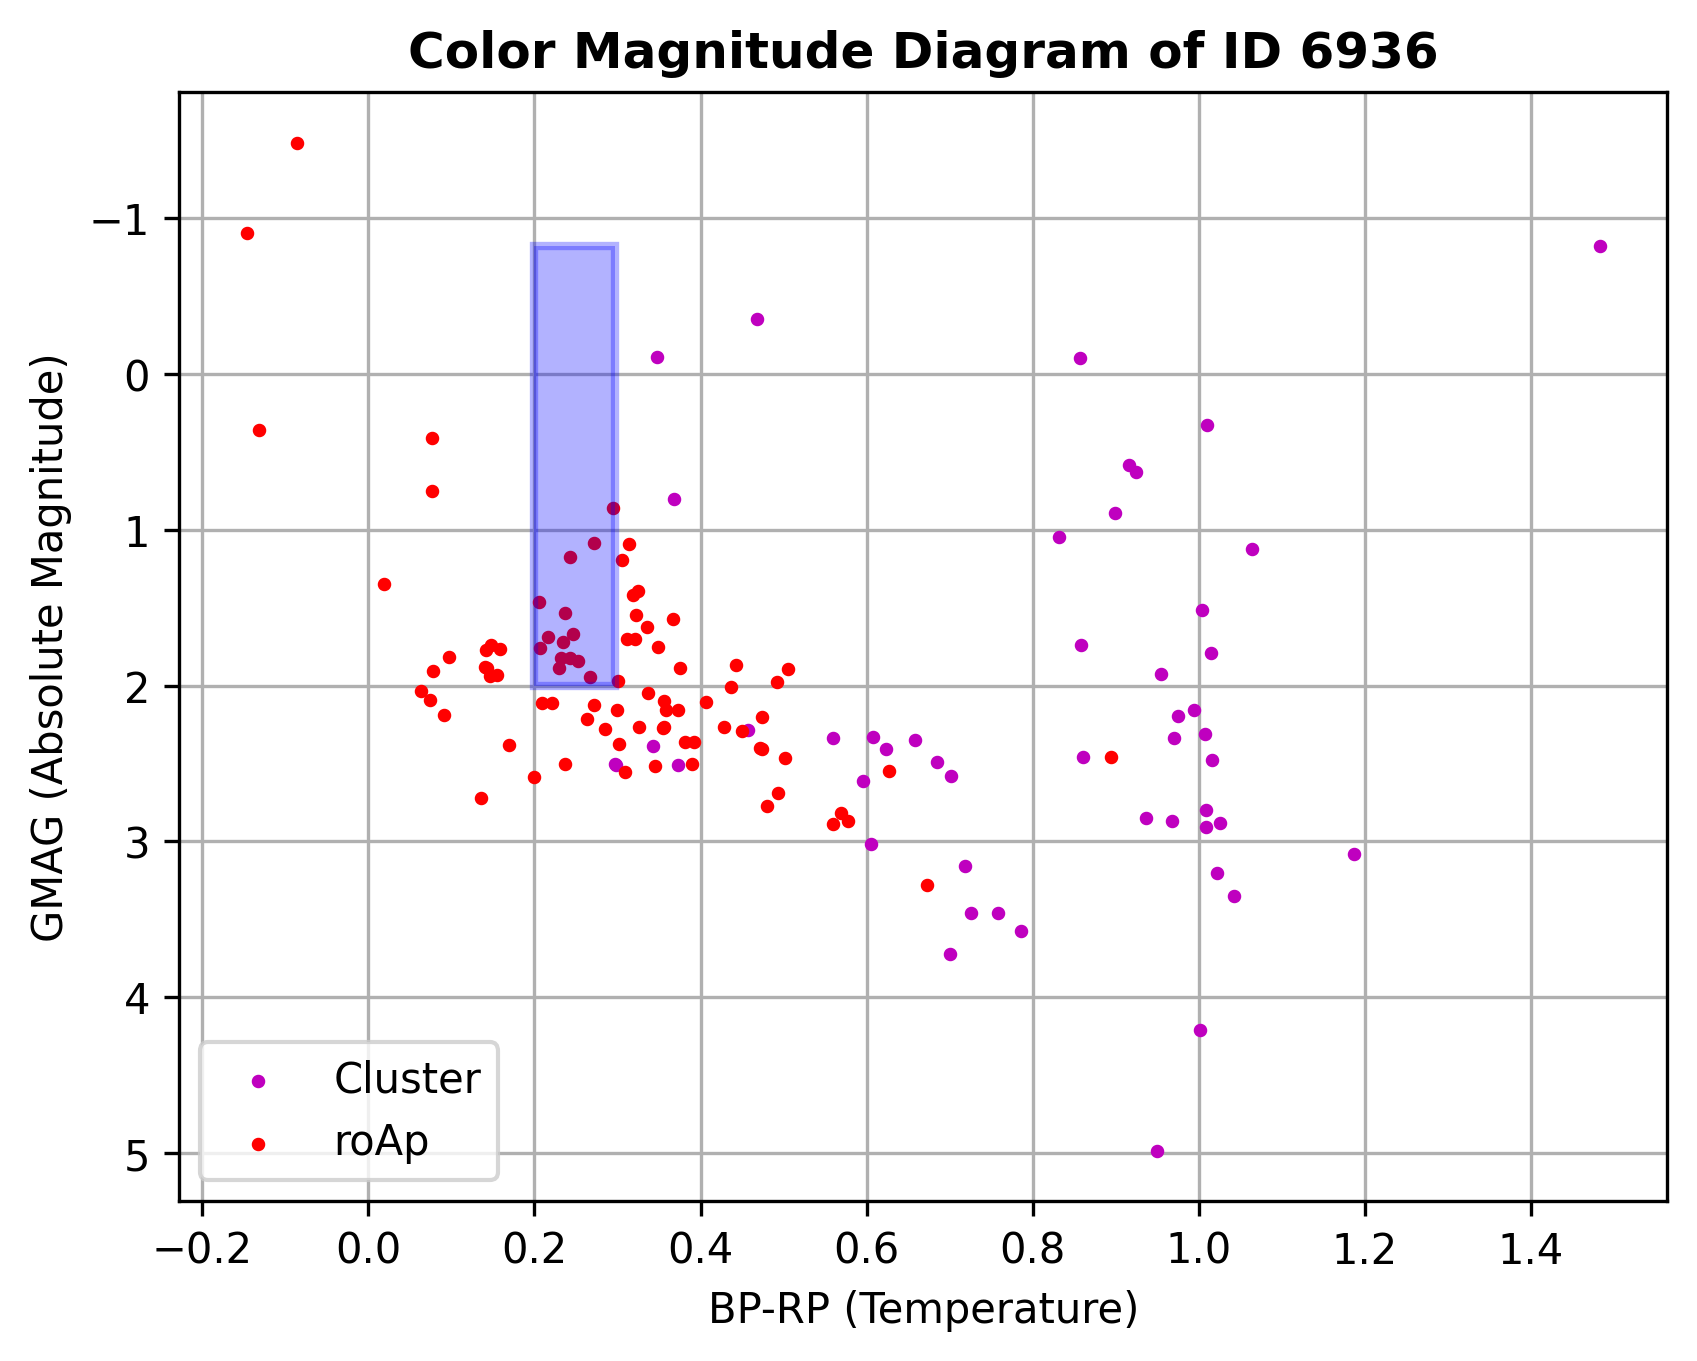 Color Magnitude Diagram of ID 6936
GMAG (Absolute Magnitude)
−1
0
1
2
3
4
5
Cluster
roAp
−0.2 0.0 0.2 0.4 0.6 0.8 1.0 1.2 1.4
BP-RP (Temperature)